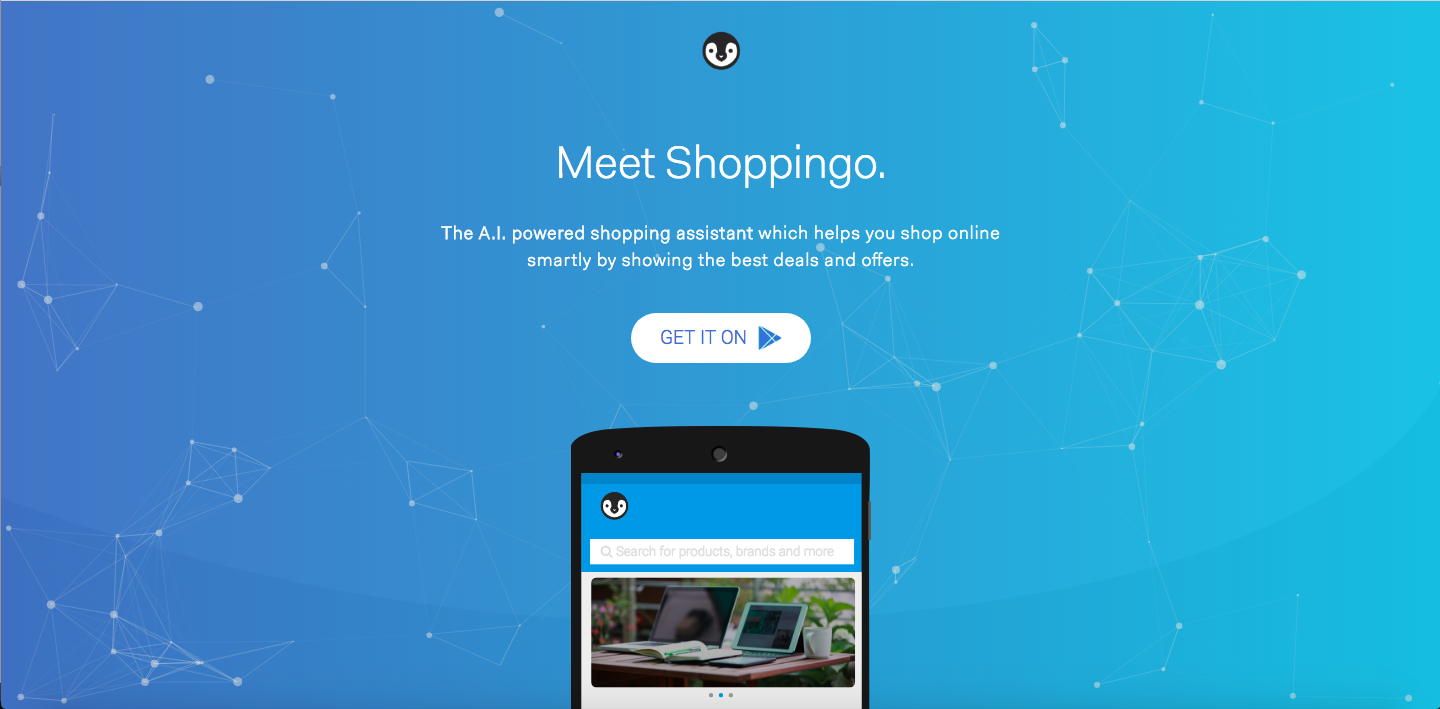 Meet Shoppingo.
The A.I. powered shopping assistant which helps you shop online
smartly by showing the best deals and offers.
GET IT ON
Search for products, brands and more